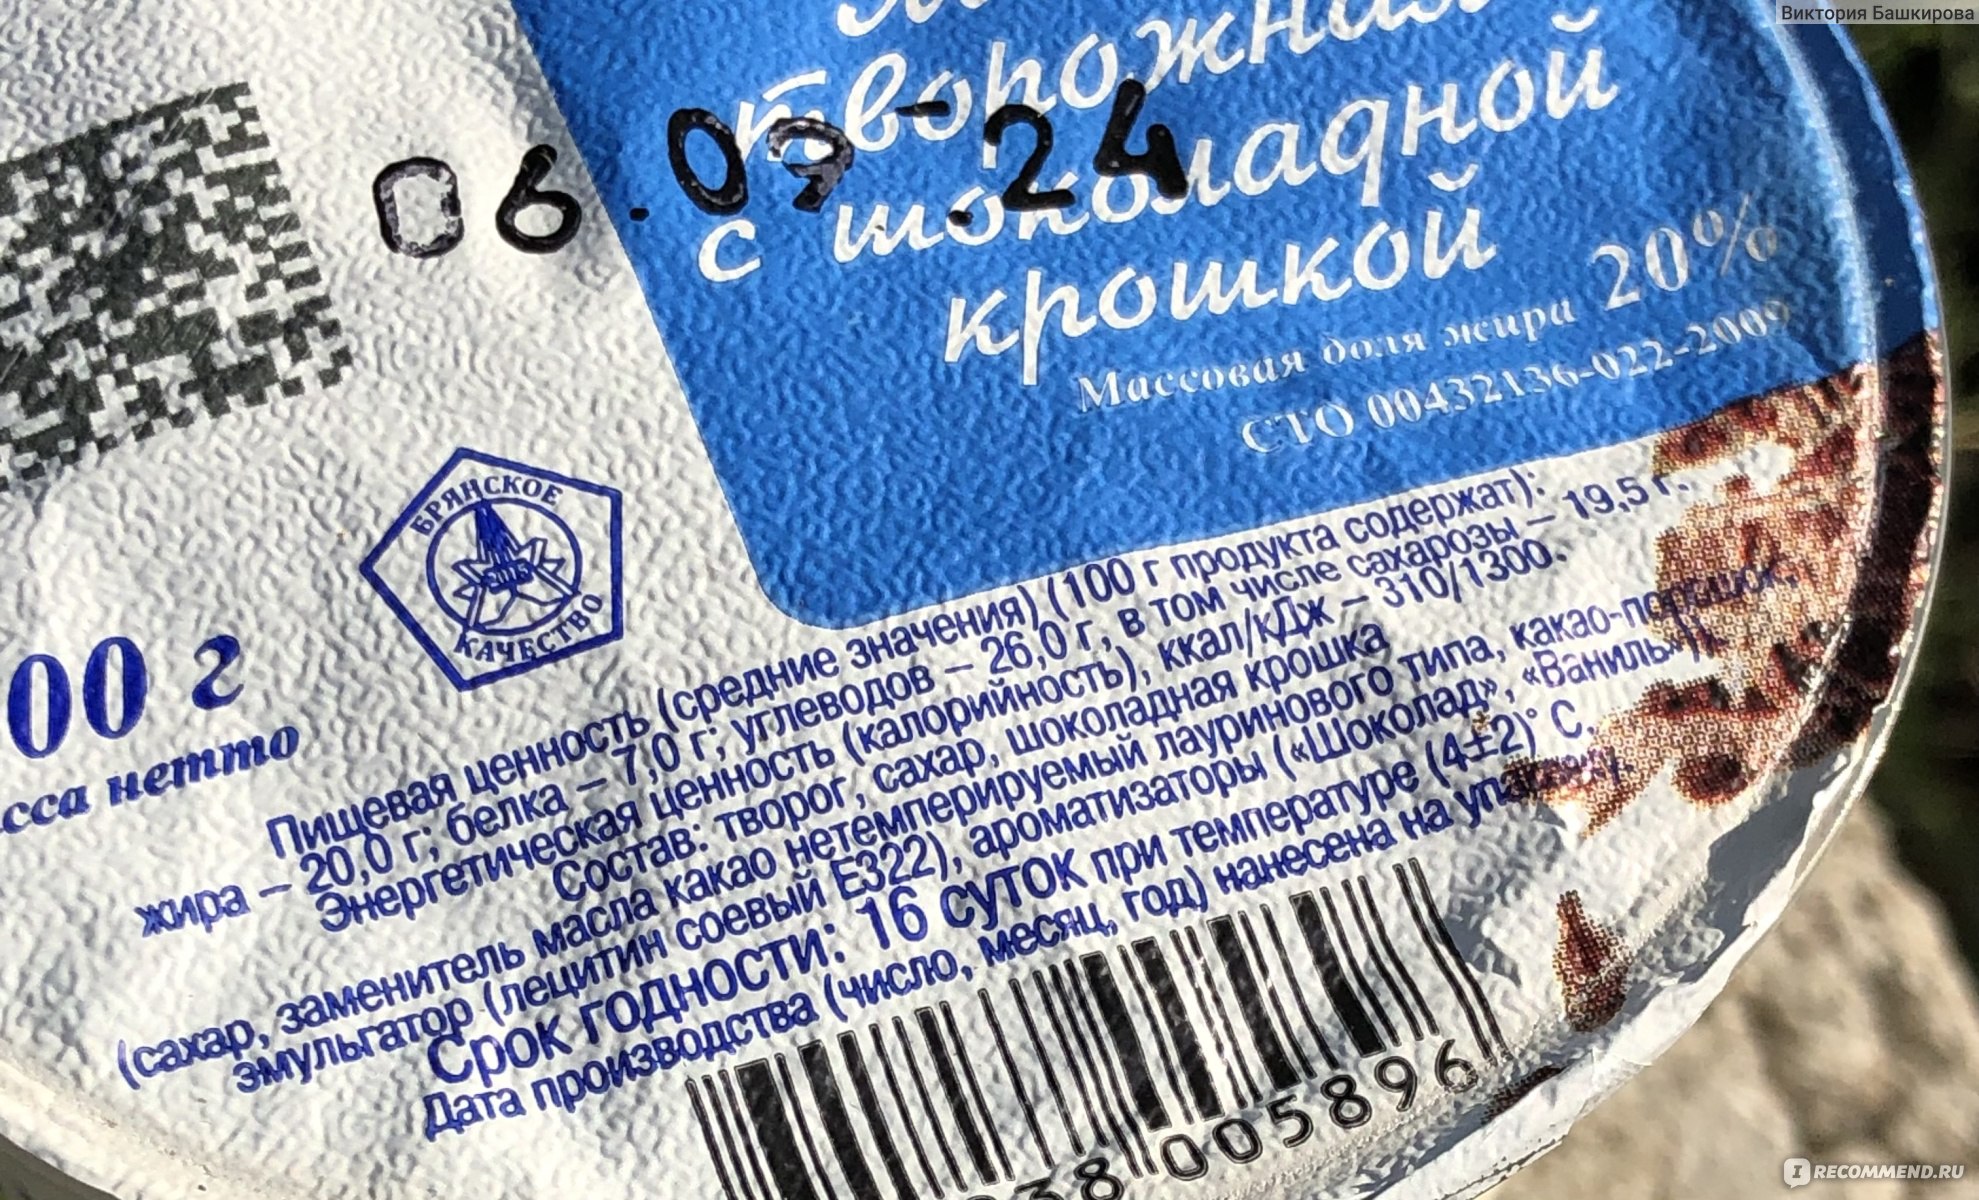 Виктория Башкирова
творожная
с шоколадной
крошкой
Массовая доля жира 20%
СТО 00432136-022-2009
06.09.24
БРЯНСКОЕ
2015
КАЧЕСТВО
00 г
сса нетто
Пищевая ценность (средние значения) (100 г продукта содержат):
жира – 20,0 г; белка – 7,0 г; углеводов – 26,0 г, в том числе сахарозы – 19,5 г.
Энергетическая ценность (калорийность), ккал/кДж – 310/1300.
Состав: творог, сахар, шоколадная крошка
(сахар, заменитель масла какао нетемперируемый лауринового типа, какао-порошок,
эмульгатор (лецитин соевый Е322), ароматизаторы («Шоколад», «Ваниль»)).
Срок годности: 16 суток при температуре (4±2)° С.
Дата производства (число, месяц, год) нанесена на упаковку.
38 005896
IRECOMMEND.RU